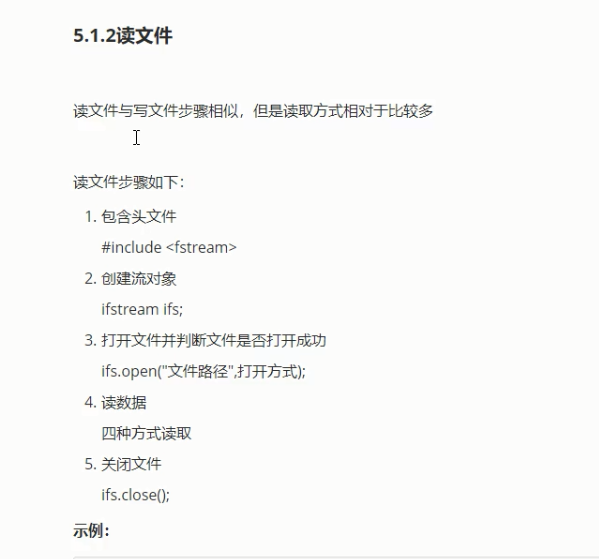 5.1.2读文件
读文件与写文件步骤相似，但是读取方式相对于比较多
读文件步骤如下：
1. 包含头文件
#include <fstream>
2. 创建流对象
ifstream ifs;
3. 打开文件并判断文件是否打开成功
ifs.open("文件路径",打开方式);
4. 读数据
四种方式读取
5. 关闭文件
ifs.close();
示例：